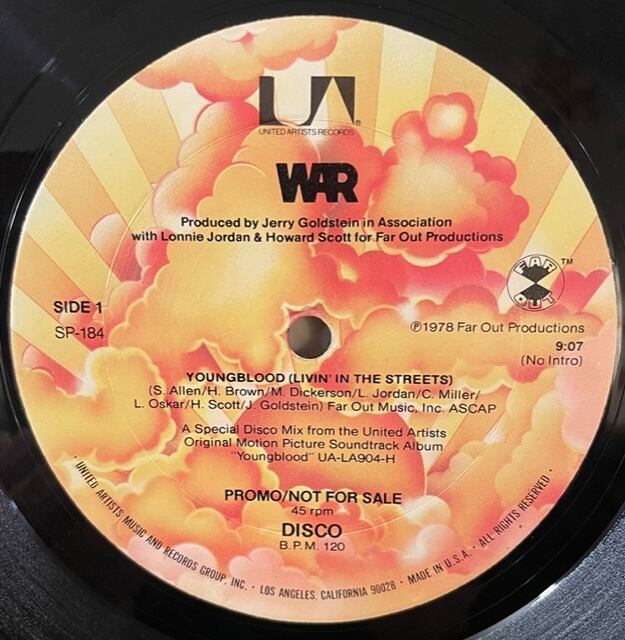 UA®
UNITED ARTISTS RECORDS
WAR
Produced by Jerry Goldstein in Association
with Lonnie Jordan & Howard Scott for Far Out Productions
FAR OUT ™
SIDE 1
SP-184
℗1978 Far Out Productions
9:07
(No Intro)
YOUNGBLOOD (LIVIN' IN THE STREETS)
(S. Allen/H. Brown/M. Dickerson/L. Jordan/C. Miller/
L. Oskar/H. Scott/J. Goldstein) Far Out Music, Inc. ASCAP
A Special Disco Mix from the United Artists
Original Motion Picture Soundtrack Album
"Youngblood" UA-LA904-H
PROMO/NOT FOR SALE
45 rpm
DISCO
B.P.M. 120
· UNITED ARTISTS MUSIC AND RECORDS GROUP, INC. · LOS ANGELES, CALIFORNIA 90028 · MADE IN U.S.A. · ALL RIGHTS RESERVED ·